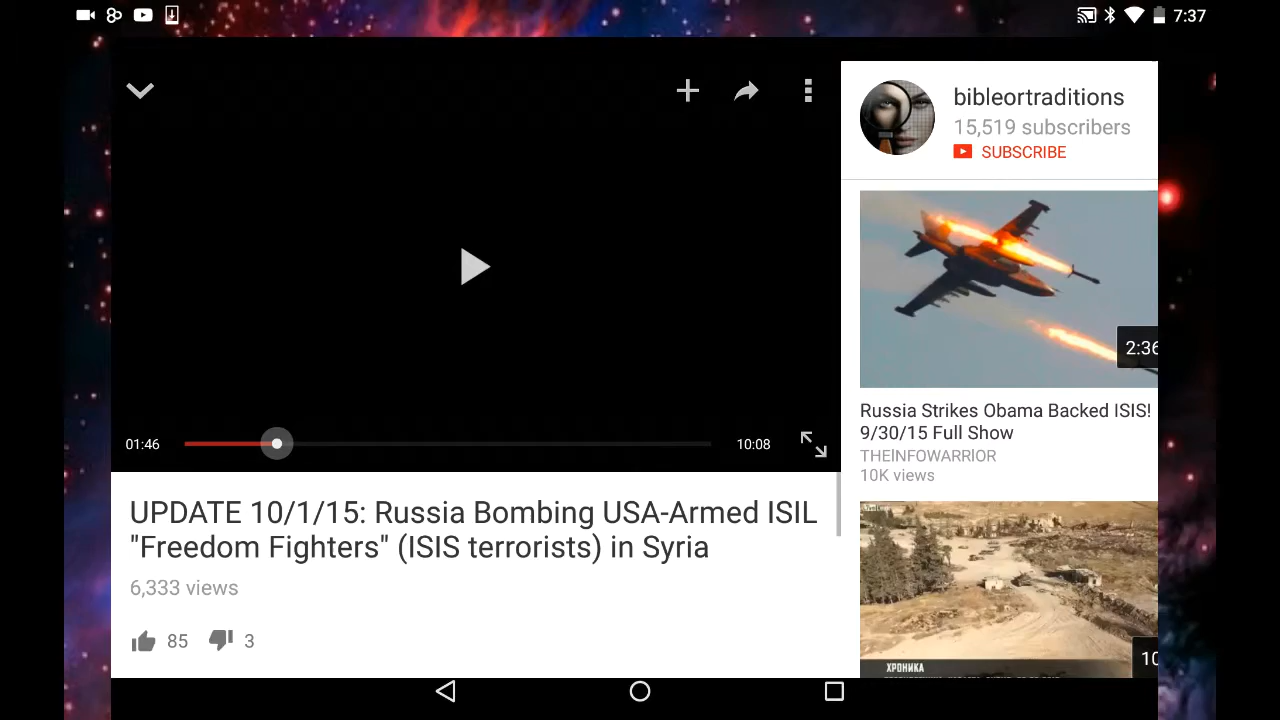 7:37
bibleortraditions
15,519 subscribers
SUBSCRIBE
2:36
01:46
10:08
Russia Strikes Obama Backed ISIS!
9/30/15 Full Show
THEINFOWARRIOR
10K views
UPDATE 10/1/15: Russia Bombing USA-Armed ISIL
"Freedom Fighters" (ISIS terrorists) in Syria
6,333 views
85
3
10
ХРОНИКА